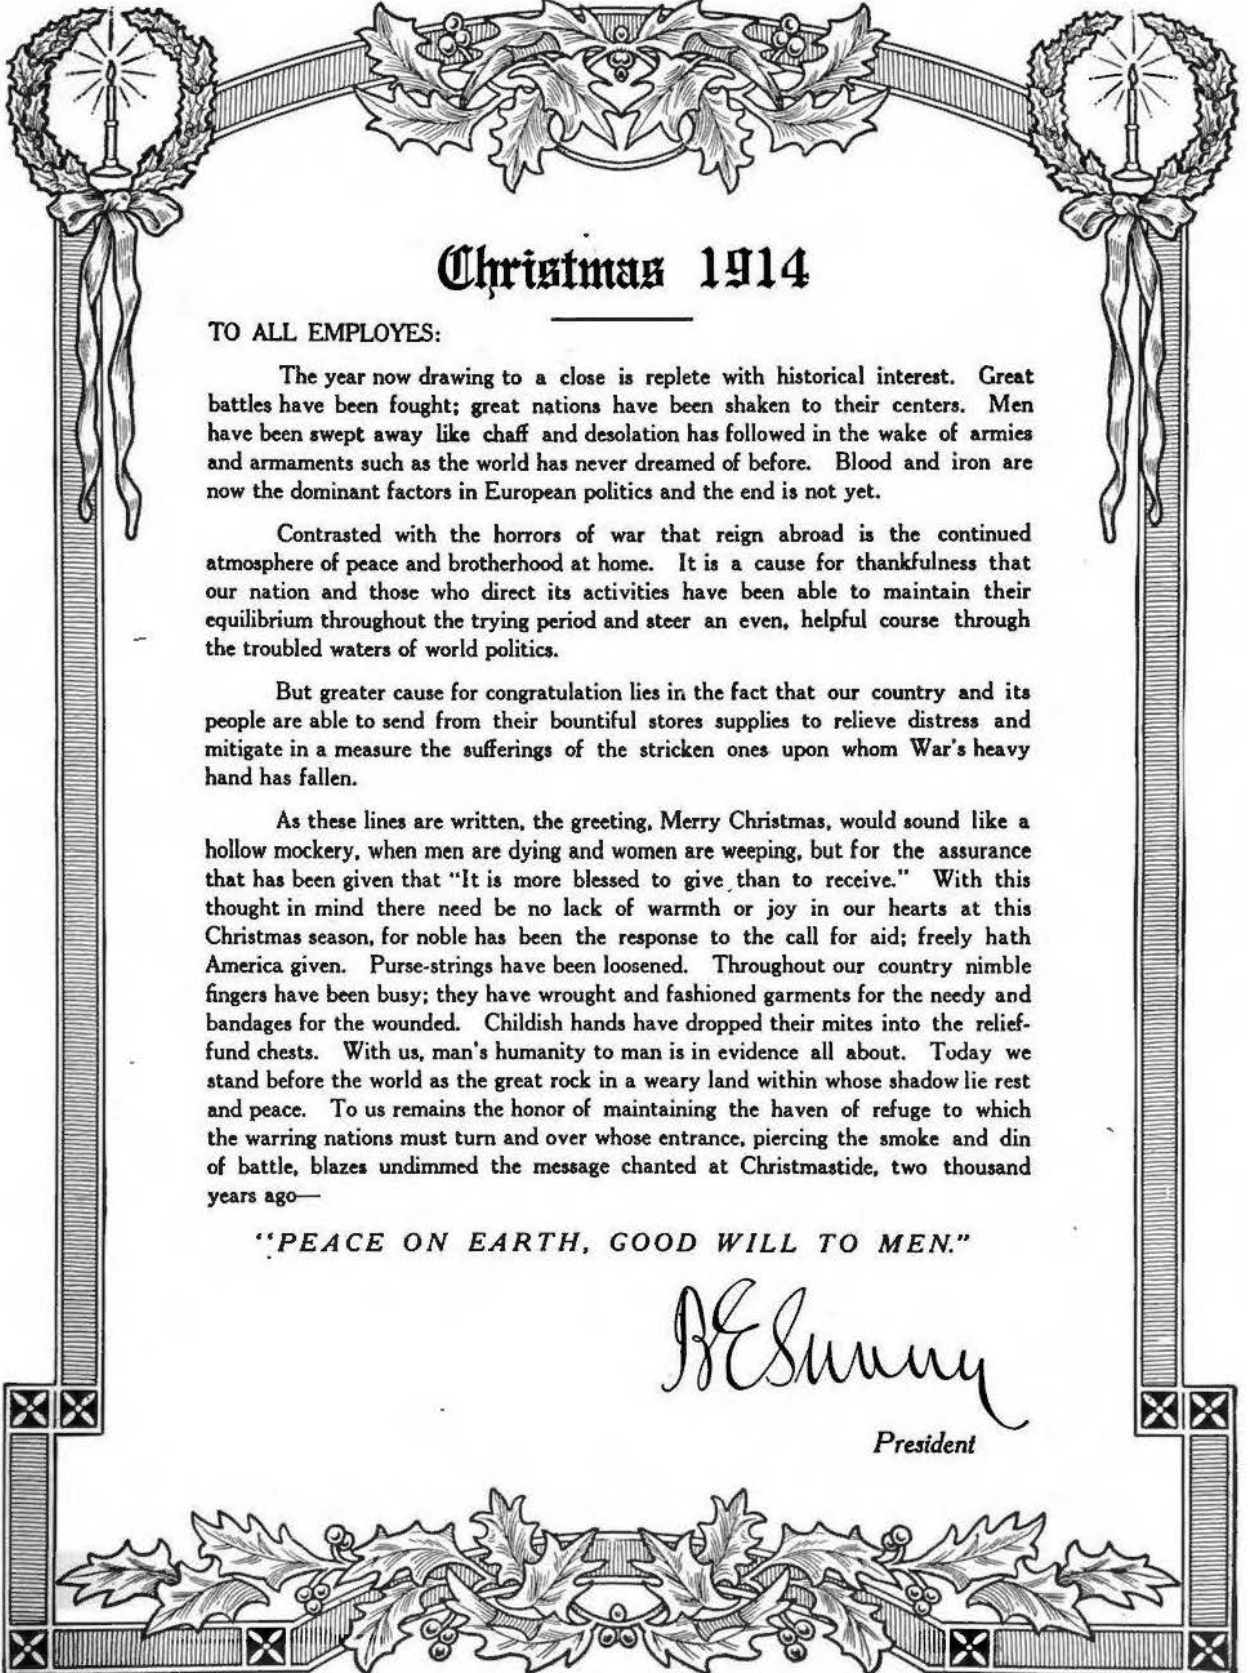 Christmas 1914
TO ALL EMPLOYES:
The year now drawing to a close is replete with historical interest. Great
battles have been fought; great nations have been shaken to their centers. Men
have been swept away like chaff and desolation has followed in the wake of armies
and armaments such as the world has never dreamed of before. Blood and iron are
now the dominant factors in European politics and the end is not yet.
Contrasted with the horrors of war that reign abroad is the continued
atmosphere of peace and brotherhood at home. It is a cause for thankfulness that
our nation and those who direct its activities have been able to maintain their
equilibrium throughout the trying period and steer an even, helpful course through
the troubled waters of world politics.
But greater cause for congratulation lies in the fact that our country and its
people are able to send from their bountiful stores supplies to relieve distress and
mitigate in a measure the sufferings of the stricken ones upon whom War's heavy
hand has fallen.
As these lines are written, the greeting, Merry Christmas, would sound like a
hollow mockery, when men are dying and women are weeping, but for the assurance
that has been given that "It is more blessed to give than to receive." With this
thought in mind there need be no lack of warmth or joy in our hearts at this
Christmas season, for noble has been the response to the call for aid; freely hath
America given. Purse-strings have been loosened. Throughout our country nimble
fingers have been busy; they have wrought and fashioned garments for the needy and
bandages for the wounded. Childish hands have dropped their mites into the relief-
fund chests. With us, man's humanity to man is in evidence all about. Today we
stand before the world as the great rock in a weary land within whose shadow lie rest
and peace. To us remains the honor of maintaining the haven of refuge to which
the warring nations must turn and over whose entrance, piercing the smoke and din
of battle, blazes undimmed the message chanted at Christmastide, two thousand
years ago—
"PEACE ON EARTH, GOOD WILL TO MEN."
B E Sunny
President